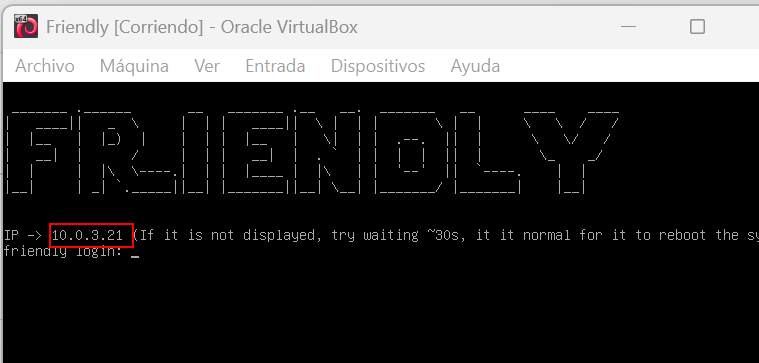 Friendly [Corriendo] - Oracle VirtualBox
Archivo Máquina Ver Entrada Dispositivos Ayuda
FRIENDLY
IP -> 10.0.3.21 (If it is not displayed, try waiting ~30s, it it normal for it to reboot the sy
friendly login: _